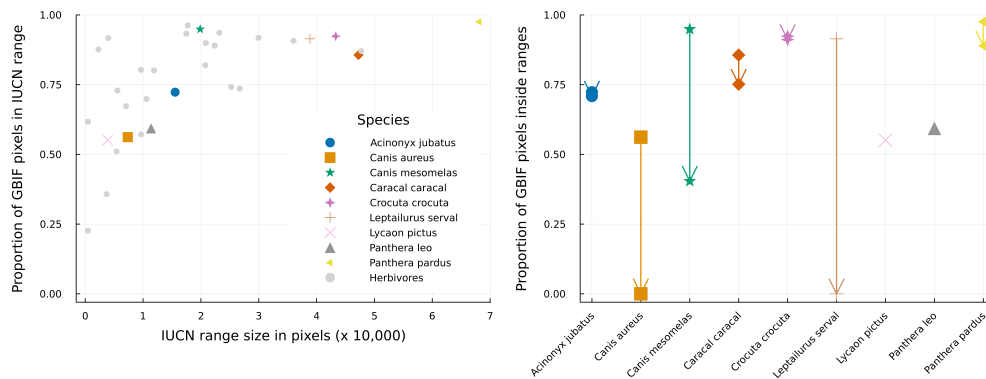 Proportion of GBIF pixels in IUCN range
1.00
0.75
0.50
0.25
0.00
0
1
2
3
4
5
6
7
IUCN range size in pixels (x 10,000)
Species
Acinonyx jubatus
Canis aureus
Canis mesomelas
Caracal caracal
Crocuta crocuta
Leptailurus serval
Lycaon pictus
Panthera leo
Panthera pardus
Herbivores
Proportion of GBIF pixels inside ranges
1.00
0.75
0.50
0.25
0.00
Acinonyx jubatus
Canis aureus
Canis mesomelas
Caracal caracal
Crocuta crocuta
Leptailurus serval
Lycaon pictus
Panthera leo
Panthera pardus